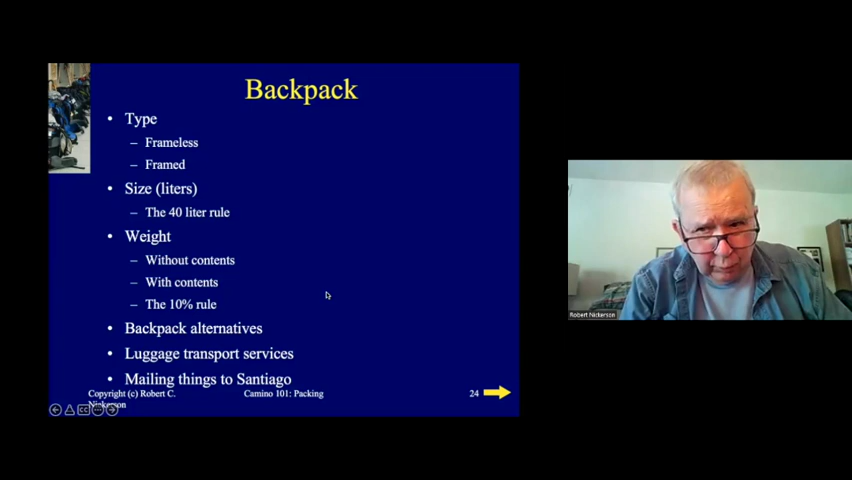 Backpack
• Type
– Frameless
– Framed
• Size (liters)
– The 40 liter rule
• Weight
– Without contents
– With contents
– The 10% rule
• Backpack alternatives
• Luggage transport services
• Mailing things to Santiago
Copyright (c) Robert C.
Nickerson
Camino 101: Packing
24
Robert Nickerson